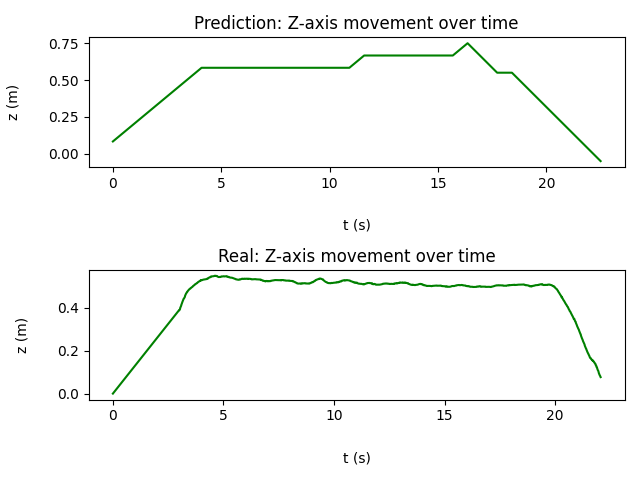 Prediction: Z-axis movement over time
0.75
0.50
0.25
0.00
z (m)
0 5 10 15 20
t (s)
Real: Z-axis movement over time
0.4
0.2
0.0
z (m)
0 5 10 15 20
t (s)